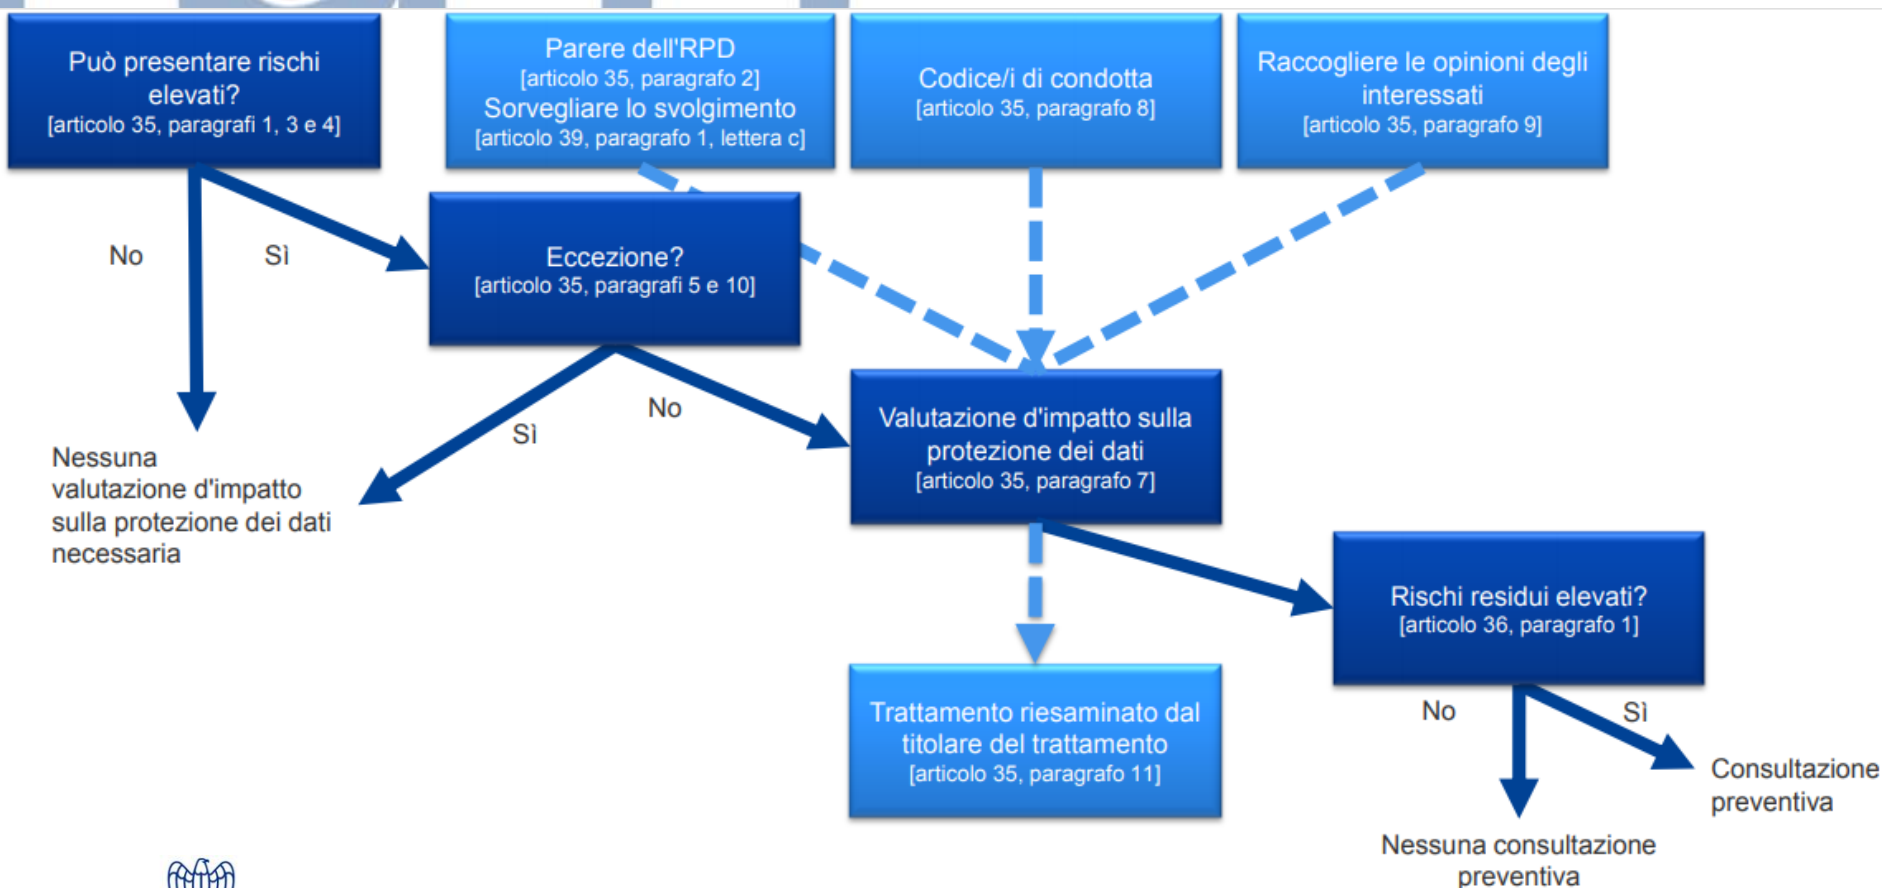 Può presentare rischi
elevati?
[articolo 35, paragrafi 1, 3 e 4]
Parere dell'RPD
[articolo 35, paragrafo 2]
Sorvegliare lo svolgimento
[articolo 39, paragrafo 1, lettera c]
Codice/i di condotta
[articolo 35, paragrafo 8]
Raccogliere le opinioni degli
interessati
[articolo 35, paragrafo 9]
No
Sì
Eccezione?
[articolo 35, paragrafi 5 e 10]
Sì
No
Nessuna
valutazione d'impatto
sulla protezione dei dati
necessaria
Valutazione d'impatto sulla
protezione dei dati
[articolo 35, paragrafo 7]
Rischi residui elevati?
[articolo 36, paragrafo 1]
Trattamento riesaminato dal
titolare del trattamento
[articolo 35, paragrafo 11]
No
Sì
Consultazione
preventiva
Nessuna consultazione
preventiva